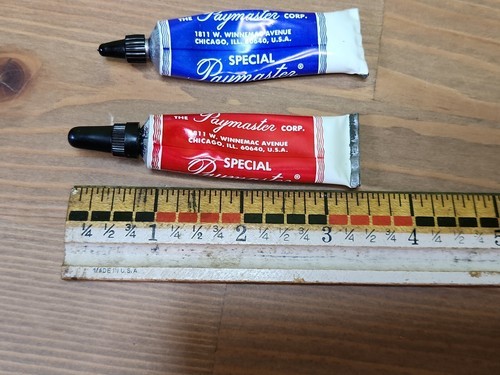 THE Paymaster CORP.
1811 W. WINNEMAC AVENUE
CHICAGO, ILL. 60640, U.S.A.
SPECIAL
Paymaster ®
THE Paymaster CORP.
1811 W. WINNEMAC AVENUE
CHICAGO, ILL. 60640, U.S.A.
SPECIAL
Paymaster ®
1/4 1/2 3/4 1 1/4 1/2 3/4 2 1/4 1/2 3/4 3 1/4 1/2 3/4 4 1/4 1/2 3/4 5
MADE IN U.S.A.